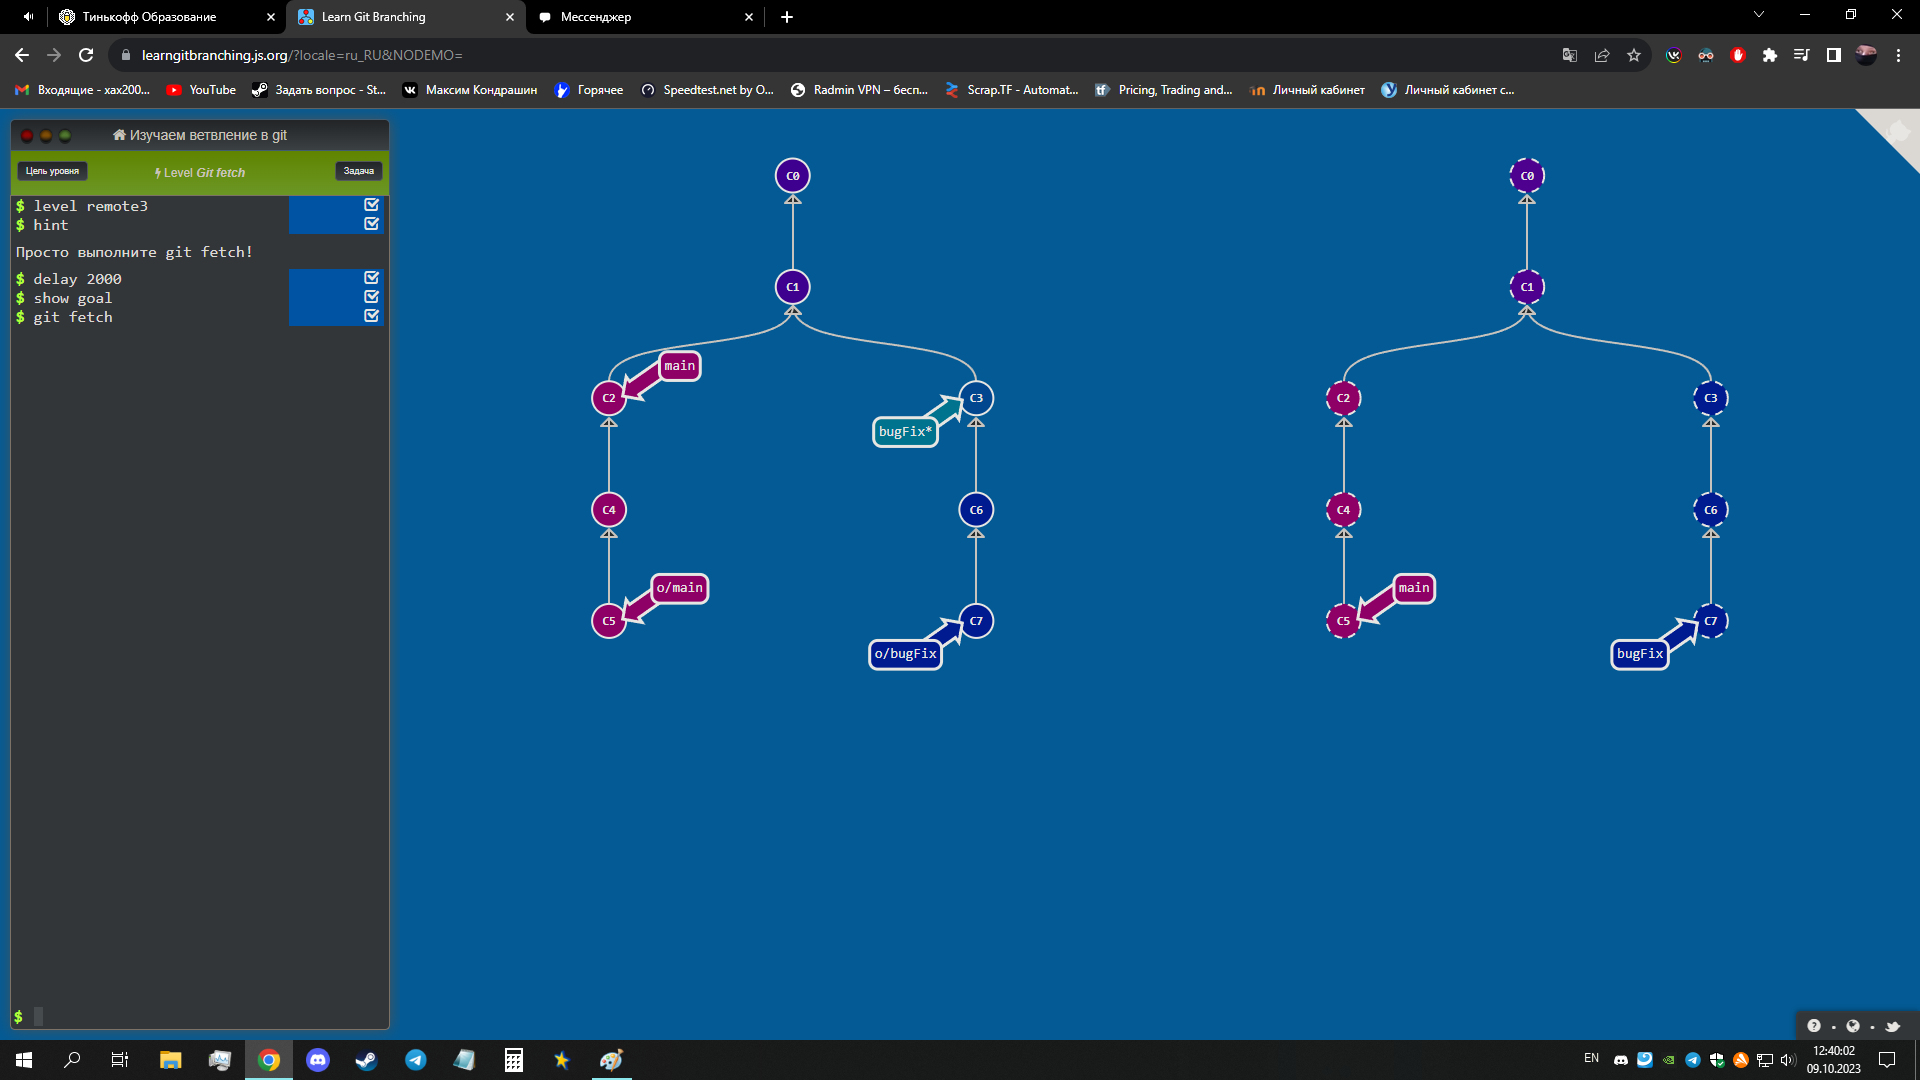 Тинькофф Образование
Learn Git Branching
Мессенджер
learngitbranching.js.org/?locale=ru_RU&NODEMO=
Входящие - xax200...
YouTube
Задать вопрос - St...
Максим Кондрашин
Горячее
Speedtest.net by O...
Radmin VPN – бесп...
Scrap.TF - Automat...
Pricing, Trading and...
Личный кабинет
Личный кабинет с...
Изучаем ветвление в git
Цель уровня
Level Git fetch
Задача
$ level remote3
$ hint
Просто выполните git fetch!
$ delay 2000
$ show goal
$ git fetch
$
C0
C1
main
C2
C3
bugFix*
C4
C6
o/main
C5
C7
o/bugFix
C0
C1
C2
C3
C4
C6
main
C5
C7
bugFix
EN
12:40:02
09.10.2023